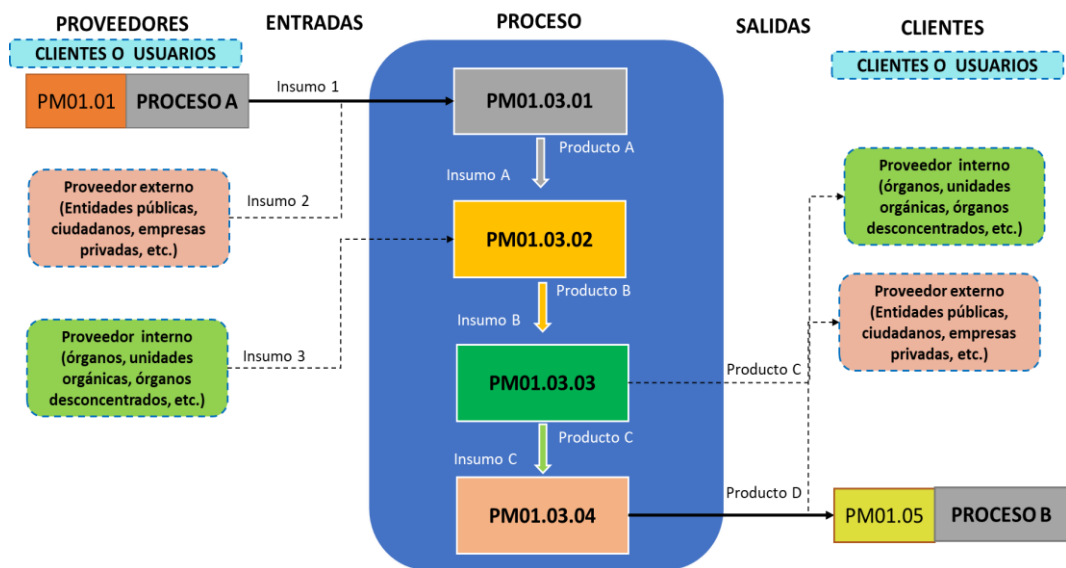 PROVEEDORES
ENTRADAS
PROCESO
SALIDAS
CLIENTES
CLIENTES O USUARIOS
PM01.01
PROCESO A
Insumo 1
Proveedor externo
(Entidades públicas,
ciudadanos, empresas
privadas, etc.)
Insumo 2
Proveedor interno
(órganos, unidades
orgánicas, órganos
desconcentrados, etc.)
Insumo 3
PM01.03.01
Producto A
Insumo A
PM01.03.02
Producto B
Insumo B
PM01.03.03
Producto C
Insumo C
PM01.03.04
Producto C
Producto D
CLIENTES O USUARIOS
Proveedor interno
(órganos, unidades
orgánicas, órganos
desconcentrados, etc.)
Proveedor externo
(Entidades públicas,
ciudadanos, empresas
privadas, etc.)
PM01.05
PROCESO B